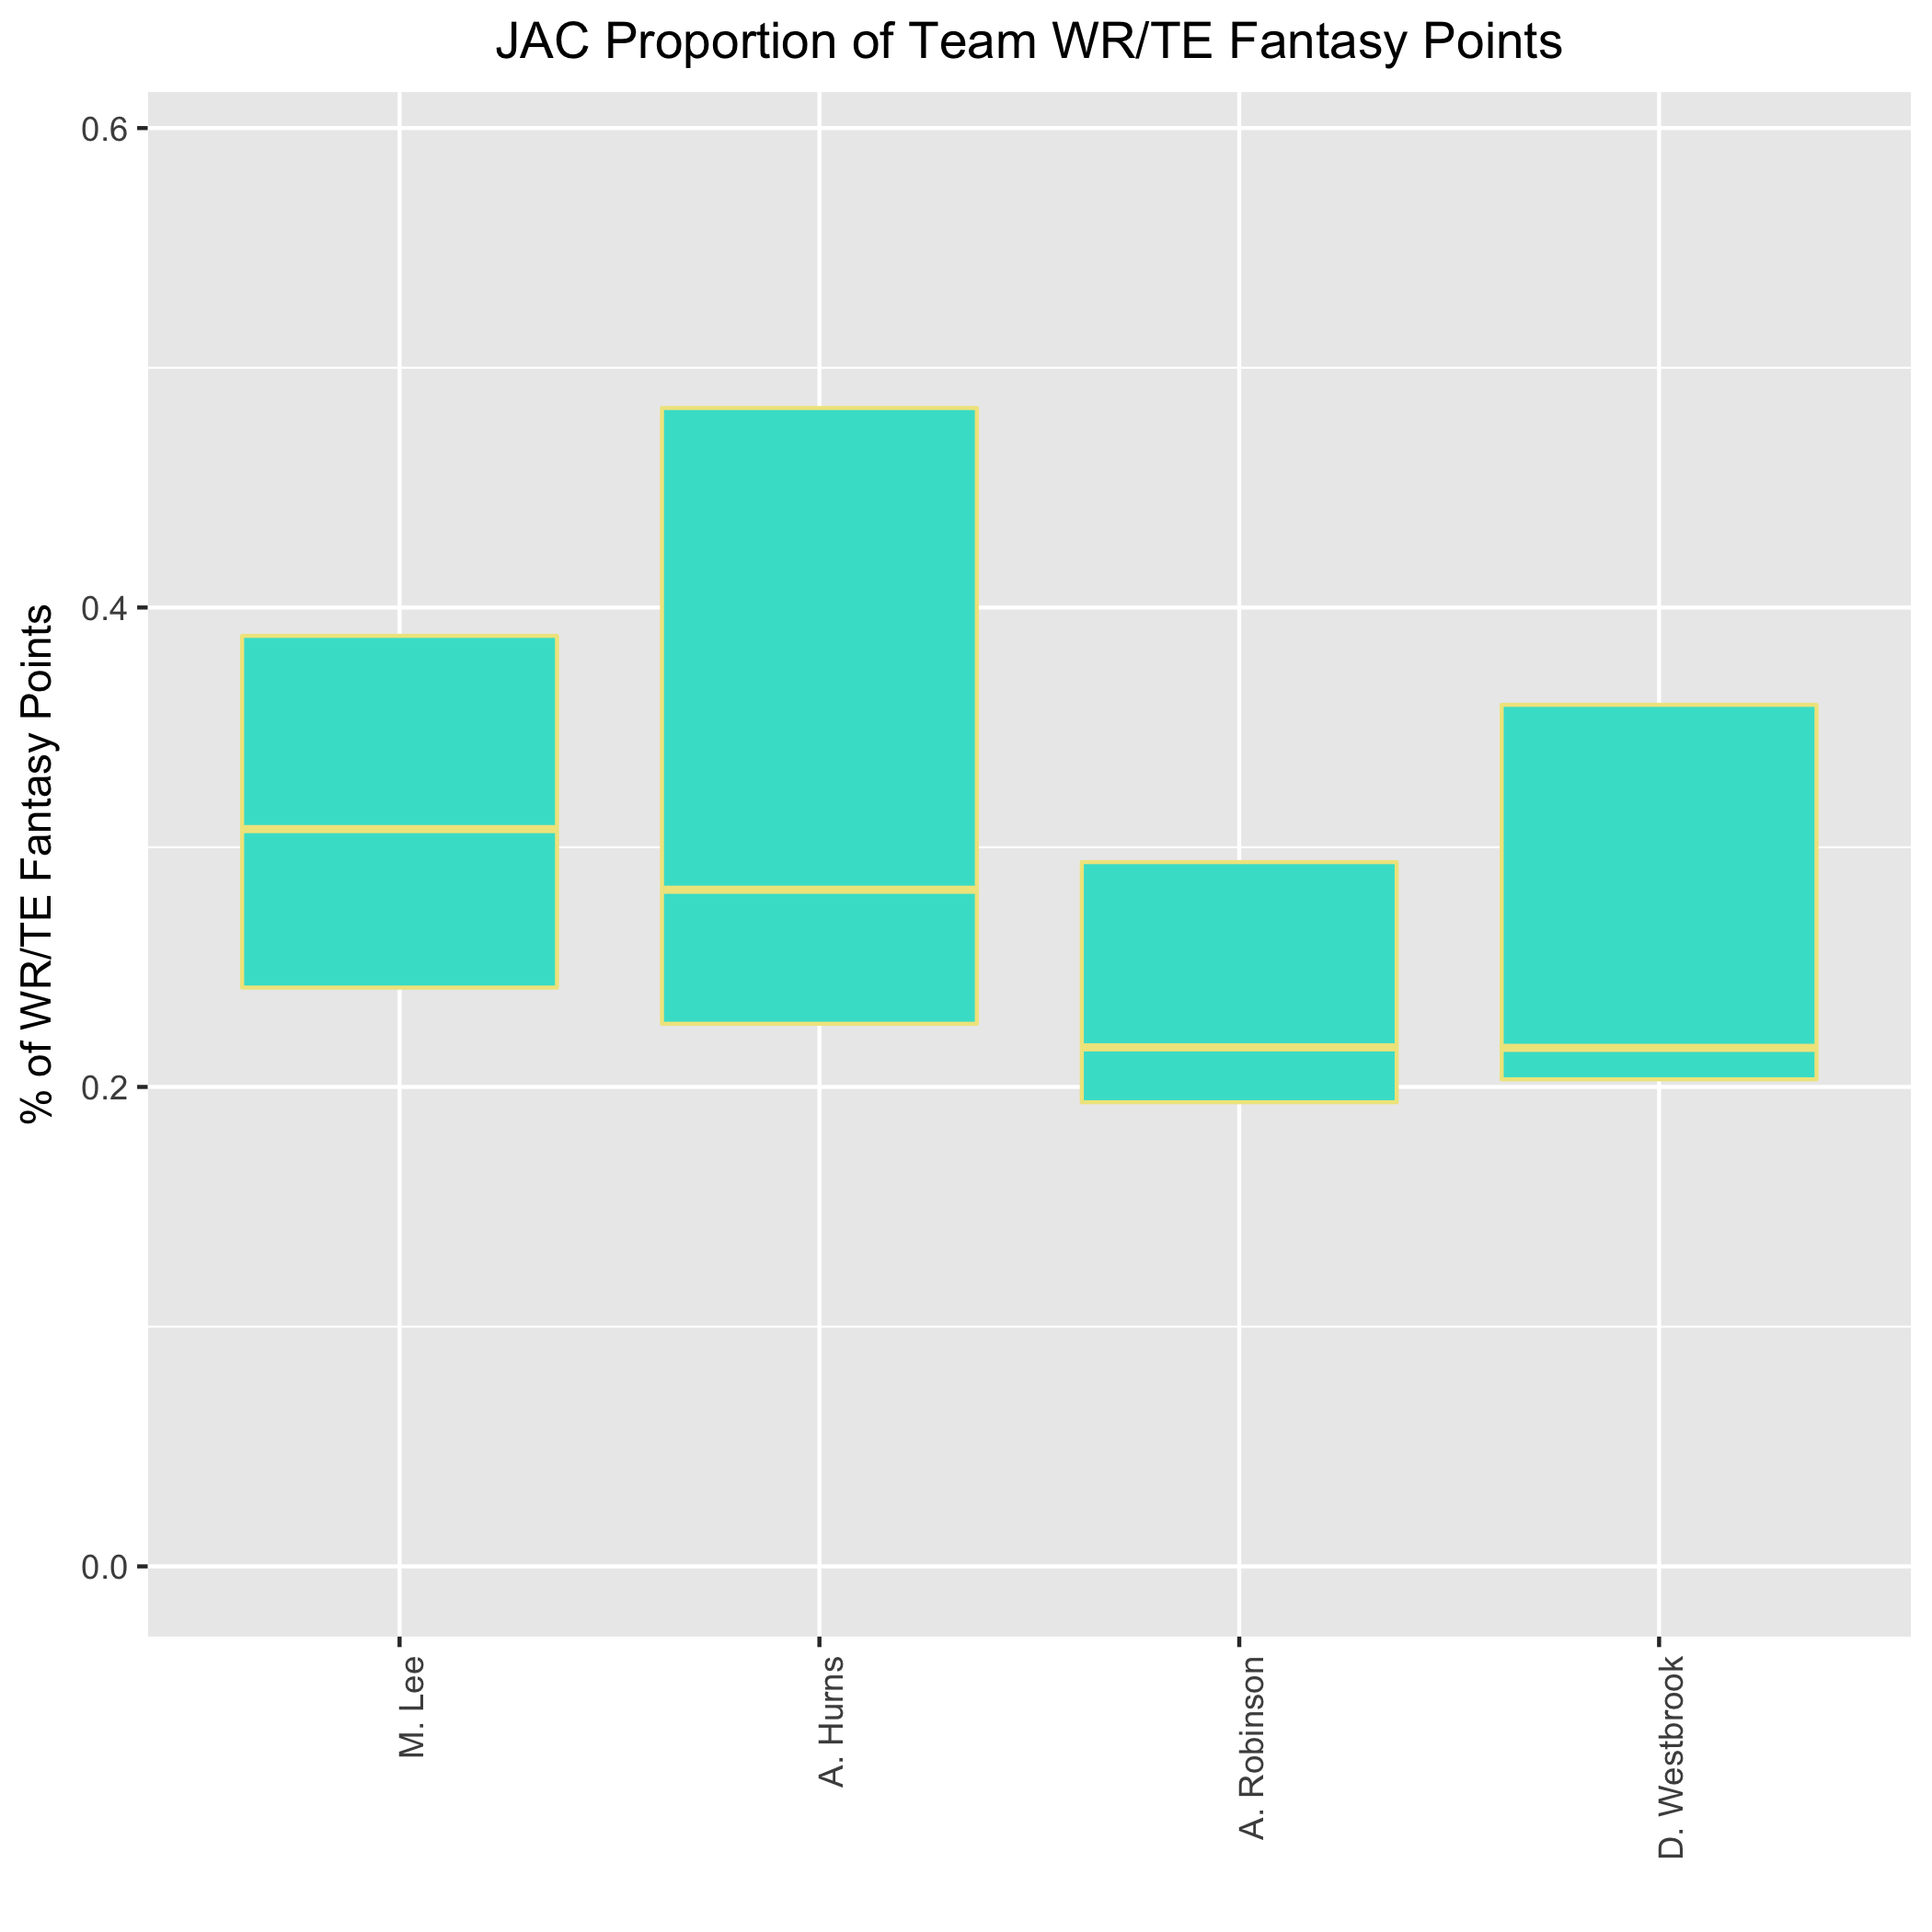 JAC Proportion of Team WR/TE Fantasy Points
% of WR/TE Fantasy Points
0.6
0.4
0.2
0.0
M. Lee
A. Hurns
A. Robinson
D. Westbrook